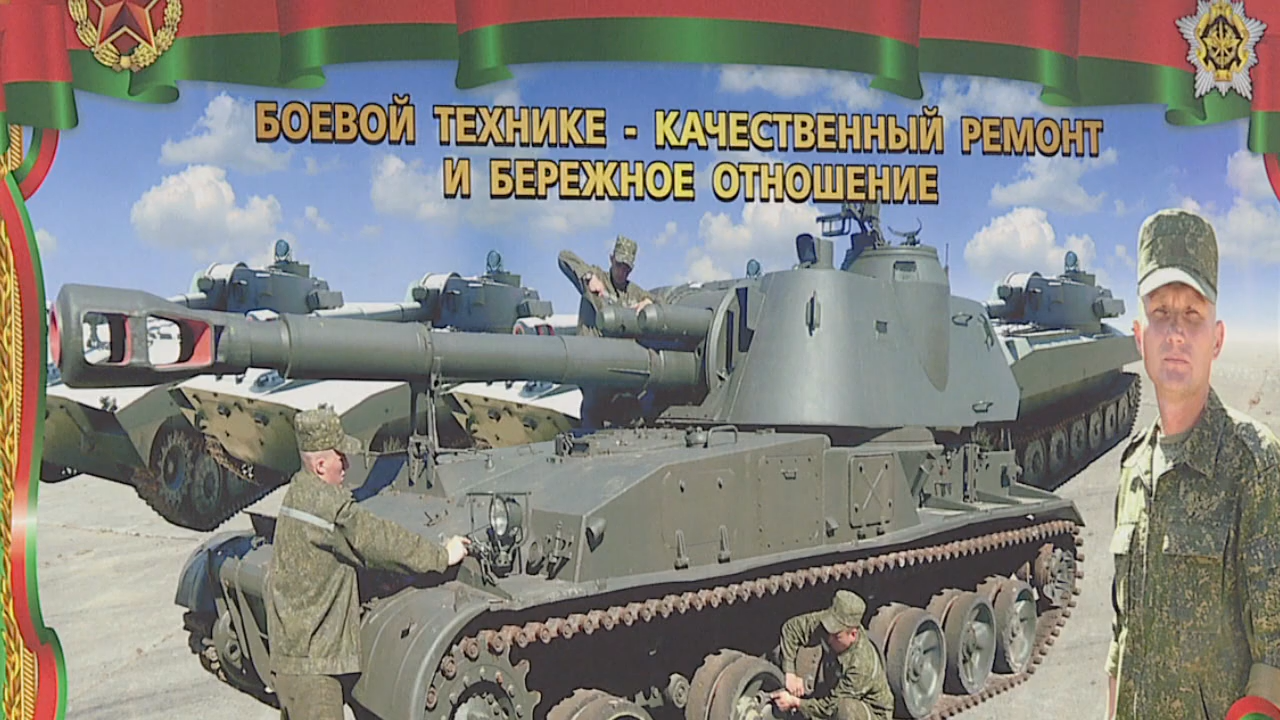 БОЕВОЙ ТЕХНИКЕ - КАЧЕСТВЕННЫЙ РЕМОНТ
И БЕРЕЖНОЕ ОТНОШЕНИЕ